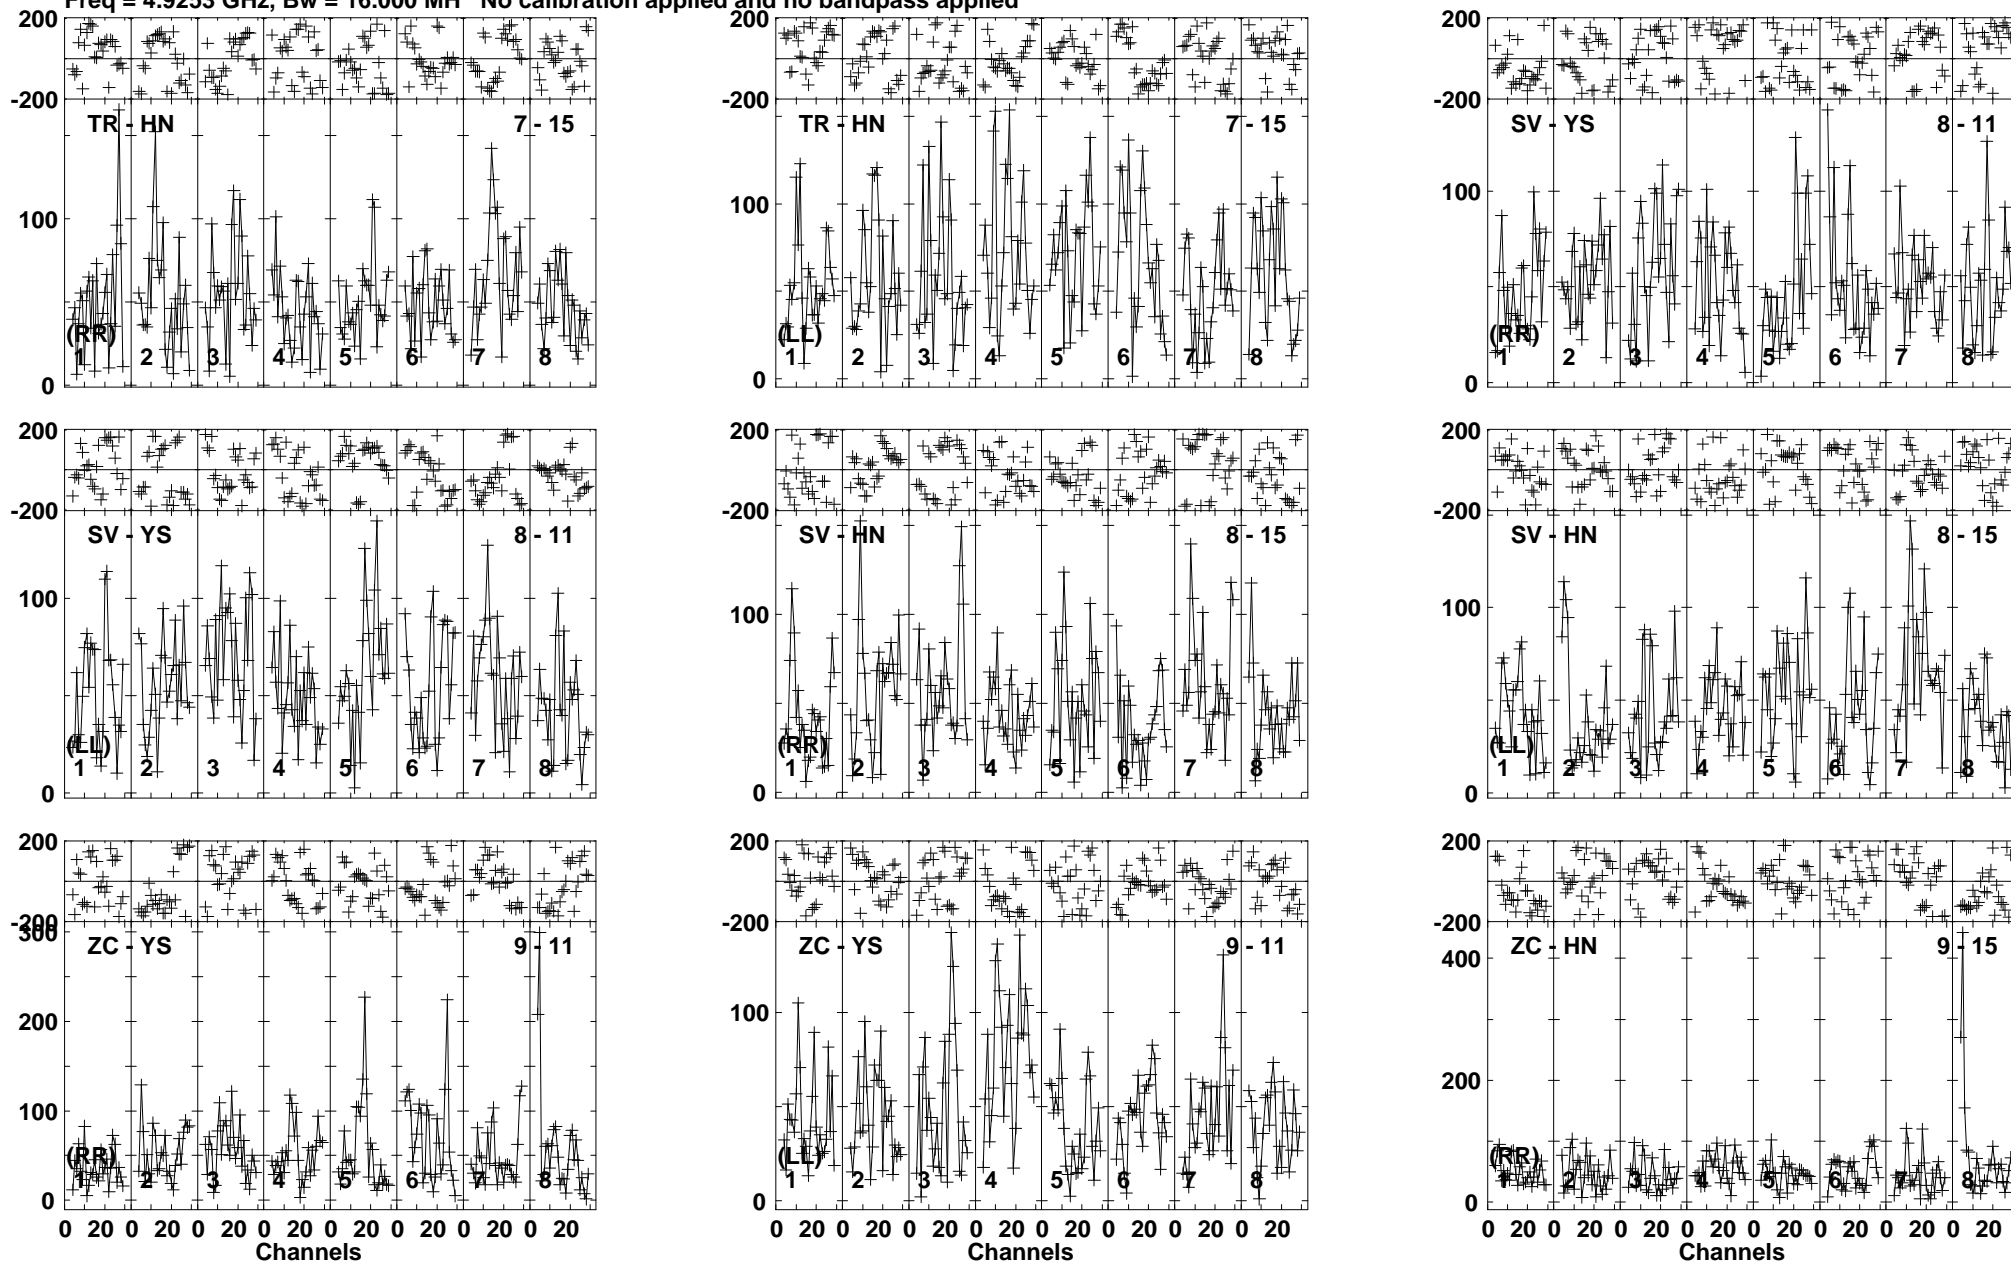 Freq = 4.9253 GHz, Bw = 16.000 MH No calibration applied and no bandpass applied
200 200 200
-200 -200 -200
TR - HN 7 - 15 TR - HN 7 - 15 SV - YS 8 - 11
100 100 100
(RR) (LL) (RR)
1 2 3 4 5 6 7 8 1 2 3 4 5 6 7 8 1 2 3 4 5 6 7 8
0 0 0
200 200 200
-200 -200 -200
SV - YS 8 - 11 SV - HN 8 - 15 SV - HN 8 - 15
100 100 100
(LL) (RR) (LL)
1 2 3 4 5 6 7 8 1 2 3 4 5 6 7 8 1 2 3 4 5 6 7 8
0 0 0
200 200 200
-200 -200 -200
300
ZC - YS 9 - 11 ZC - YS 9 - 11 ZC - HN 9 - 15
400
200 100 200
100
(RR) (LL) (RR)
1 2 3 4 5 6 7 8 1 2 3 4 5 6 7 8 1 2 3 4 5 6 7 8
0 0 0
0 20 0 20 0 20 0 20 0 20 0 20 0 20 0 20 0 20 0 20 0 20 0 20 0 20 0 20 0 20 0 20 0 20 0 20 0 20 0 20 0 20 0 20 0 20 0 20
Channels Channels Channels